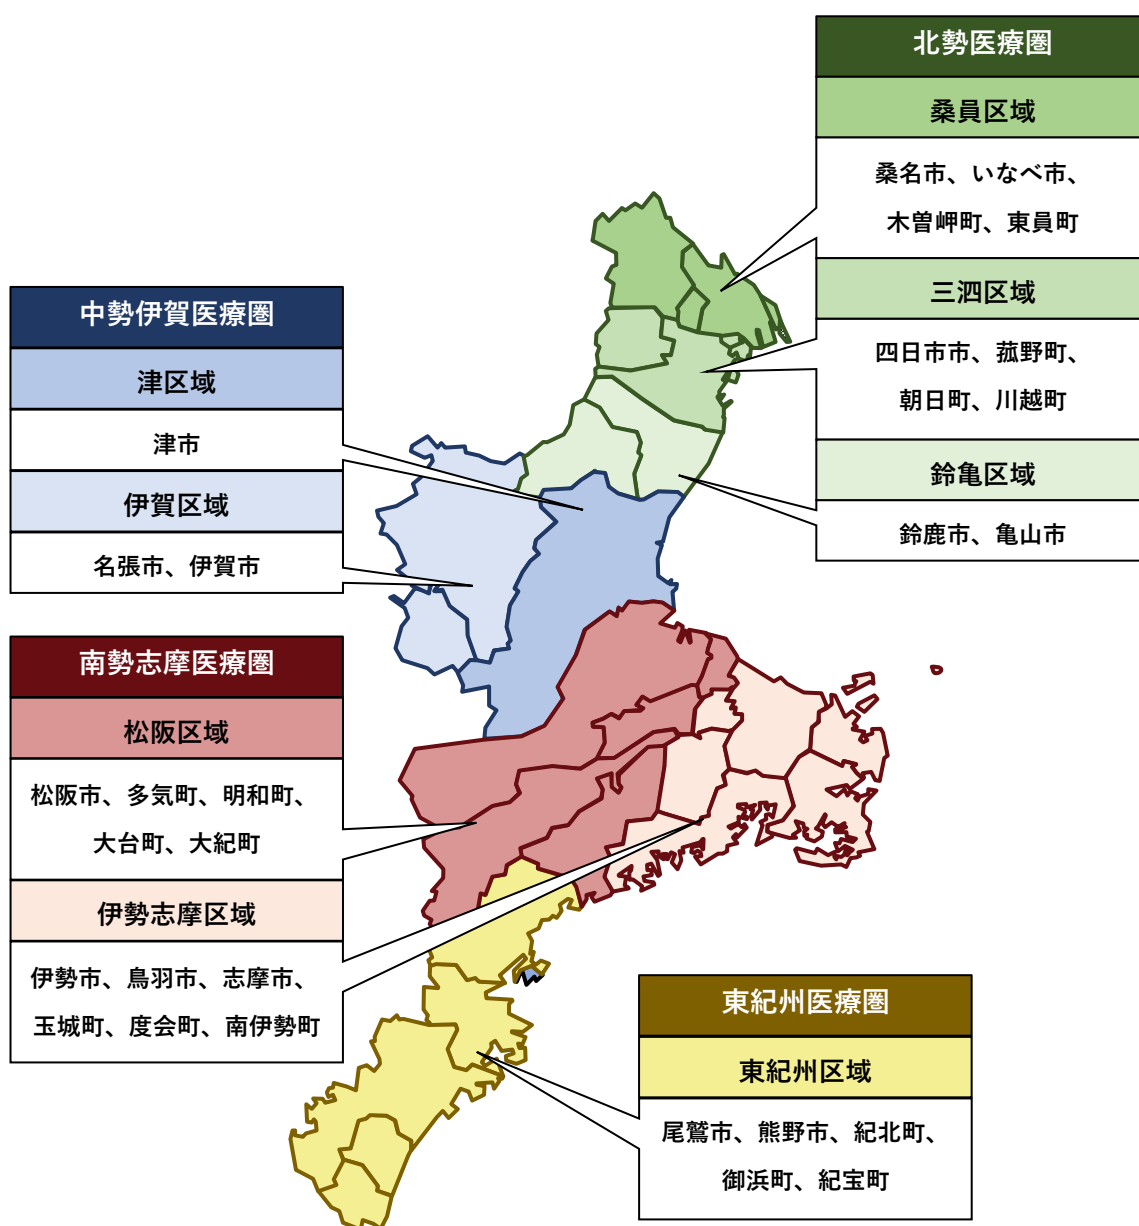 北勢医療圏
桑員区域
桑名市、いなべ市、
木曽岬町、東員町
三泗区域
四日市市、菰野町、
朝日町、川越町
鈴亀区域
鈴鹿市、亀山市
中勢伊賀医療圏
津区域
津市
伊賀区域
名張市、伊賀市
南勢志摩医療圏
松阪区域
松阪市、多気町、明和町、
大台町、大紀町
伊勢志摩区域
伊勢市、鳥羽市、志摩市、
玉城町、度会町、南伊勢町
東紀州医療圏
東紀州区域
尾鷲市、熊野市、紀北町、
御浜町、紀宝町